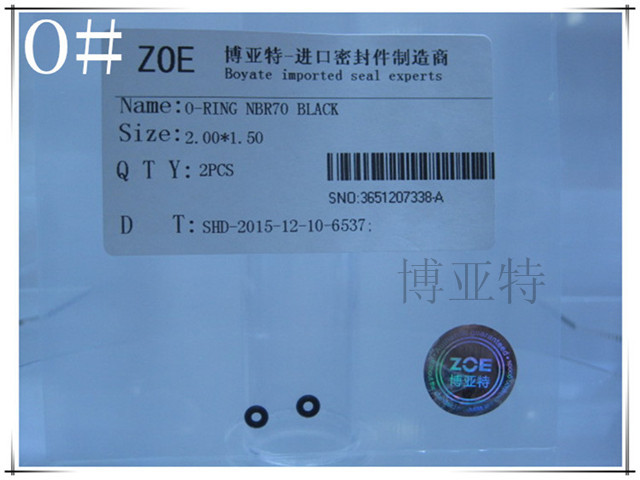 O#
ZOE 博亚特-进口密封件制造商
Boyate imported seal experts
Name:O-RING NBR70 BLACK
Size:2.00*1.50
Q T Y:2PCS
SNO:3651207338-A
D T:SHD-2015-12-10-6537:
博亚特
ZOE
博亚特